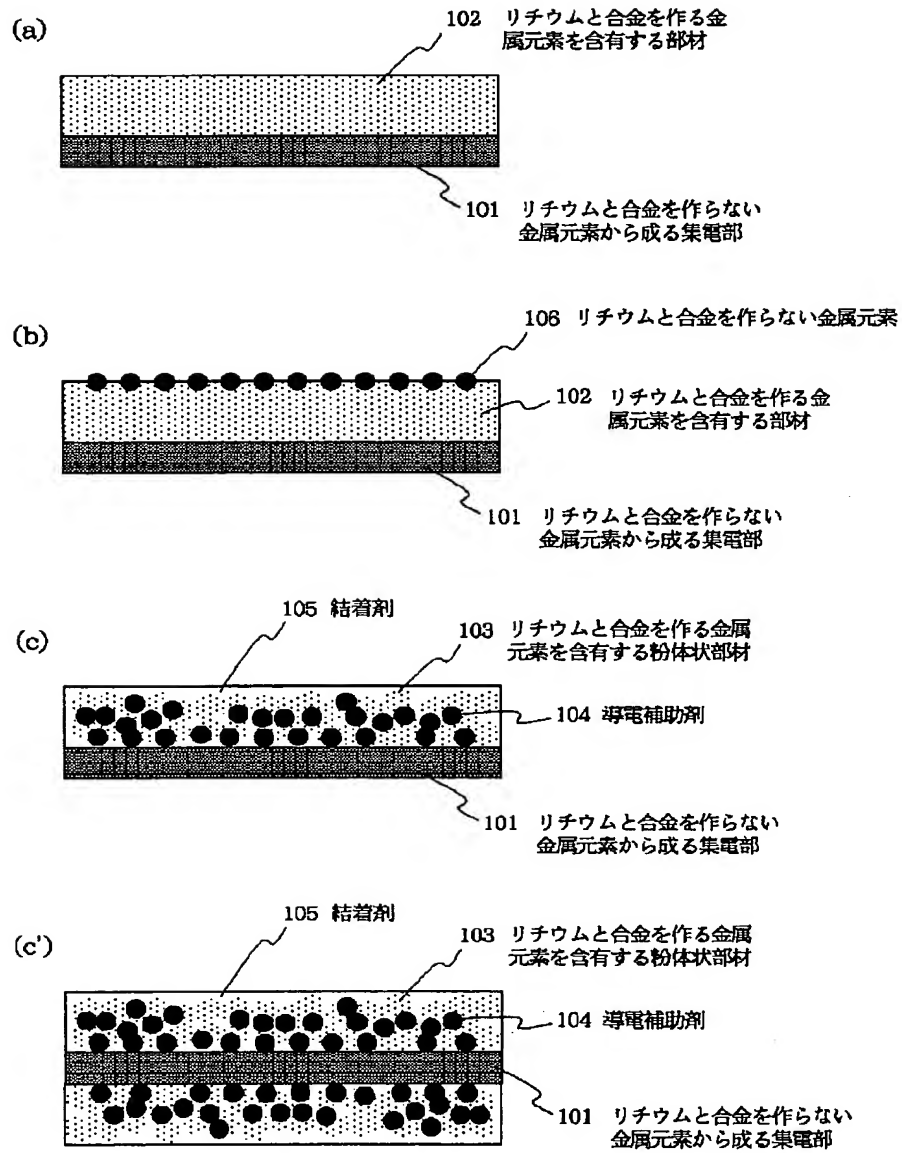 (a)
102 リチウムと合金を作る金
属元素を含有する部材
101 リチウムと合金を作らない
金属元素から成る集電部
(b)
106 リチウムと合金を作らない金属元素
102 リチウムと合金を作る金
属元素を含有する部材
101 リチウムと合金を作らない
金属元素から成る集電部
(c)
105 結着剤
103 リチウムと合金を作る金属
元素を含有する粉体状部材
104 導電補助剤
101 リチウムと合金を作らない
金属元素から成る集電部
(c')
105 結着剤
103 リチウムと合金を作る金属
元素を含有する粉体状部材
104 導電補助剤
101 リチウムと合金を作らない
金属元素から成る集電部